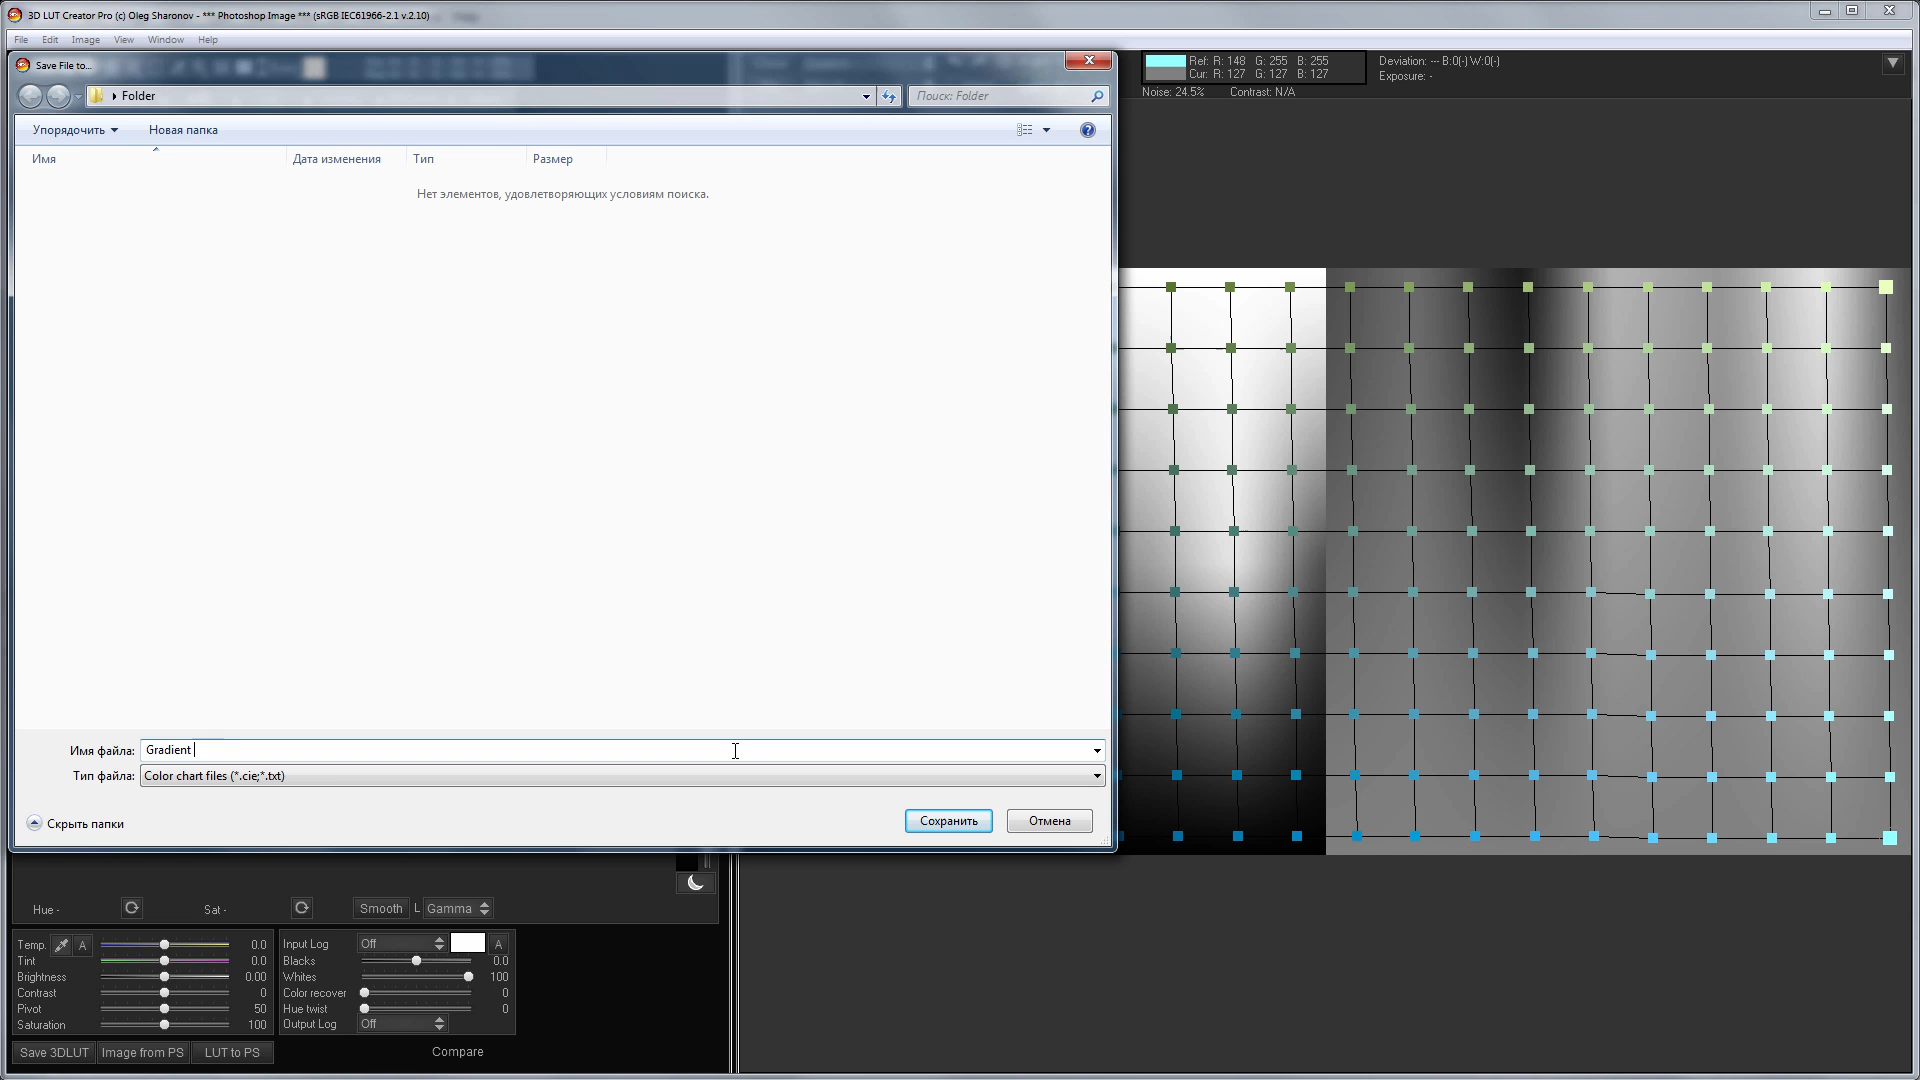 3D LUT Creator Pro (c) Oleg Sharonov - *** Photoshop Image *** (sRGB IEC61966-2.1 v.2.10)
File Edit Image View Window Help
Save File to...
Folder
Поиск: Folder
Упорядочить Новая папка
Имя Дата изменения Тип Размер
Нет элементов, удовлетворяющих условиям поиска.
Имя файла: Gradient
Тип файла: Color chart files (*.cie;*.txt)
Скрыть папки
Сохранить Отмена
Ref: R: 148 G: 255 B: 255
Cur: R: 127 G: 127 B: 127
Noise: 24.5% Contrast: N/A
Deviation: --- B:0(-) W:0(-)
Exposure: -
Hue - Sat - Smooth L Gamma
Temp. A 0.0
Tint 0.0
Brightness 0.00
Contrast 0
Pivot 50
Saturation 100
Input Log Off A
Blacks 0.0
Whites 100
Color recover 0
Hue twist 0
Output Log Off
Save 3DLUT Image from PS LUT to PS Compare